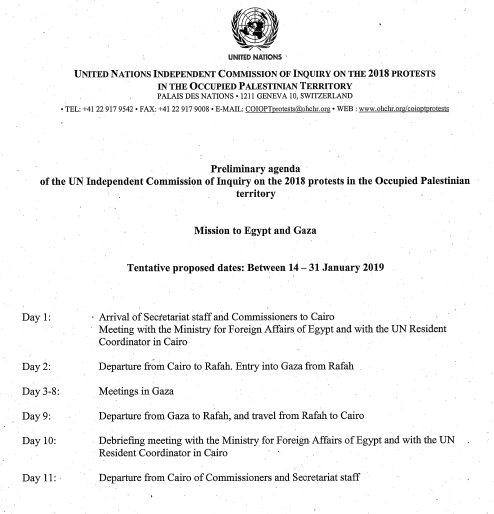 UNITED NATIONS
UNITED NATIONS INDEPENDENT COMMISSION OF INQUIRY ON THE 2018 PROTESTS
IN THE OCCUPIED PALESTINIAN TERRITORY
PALAIS DES NATIONS • 1211 GENEVA 10, SWITZERLAND
• TEL: +41 22 917 9542 • FAX: +41 22 917 9008 • E-MAIL: COIOPTprotests@ohchr.org • WEB : www.ohchr.org/coioptprotests
Preliminary agenda
of the UN Independent Commission of Inquiry on the 2018 protests in the Occupied Palestinian
territory
Mission to Egypt and Gaza
Tentative proposed dates: Between 14 – 31 January 2019
Day 1: Arrival of Secretariat staff and Commissioners to Cairo
Meeting with the Ministry for Foreign Affairs of Egypt and with the UN Resident
Coordinator in Cairo
Day 2: Departure from Cairo to Rafah. Entry into Gaza from Rafah
Day 3-8: Meetings in Gaza
Day 9: Departure from Gaza to Rafah, and travel from Rafah to Cairo
Day 10: Debriefing meeting with the Ministry for Foreign Affairs of Egypt and with the UN
Resident Coordinator in Cairo
Day 11: Departure from Cairo of Commissioners and Secretariat staff